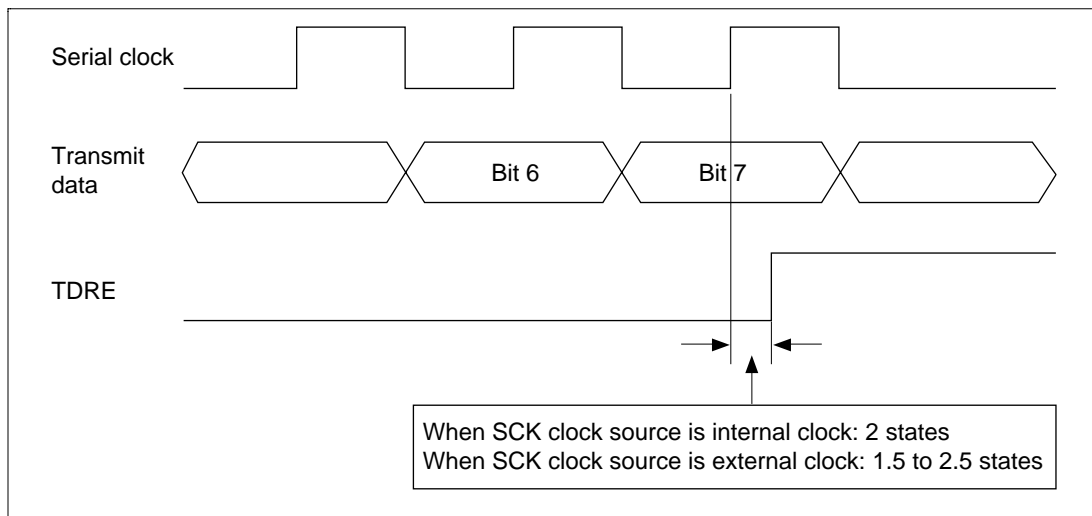 Serial clock
Transmit
data
Bit 6
Bit 7
TDRE
When SCK clock source is internal clock: 2 states
When SCK clock source is external clock: 1.5 to 2.5 states